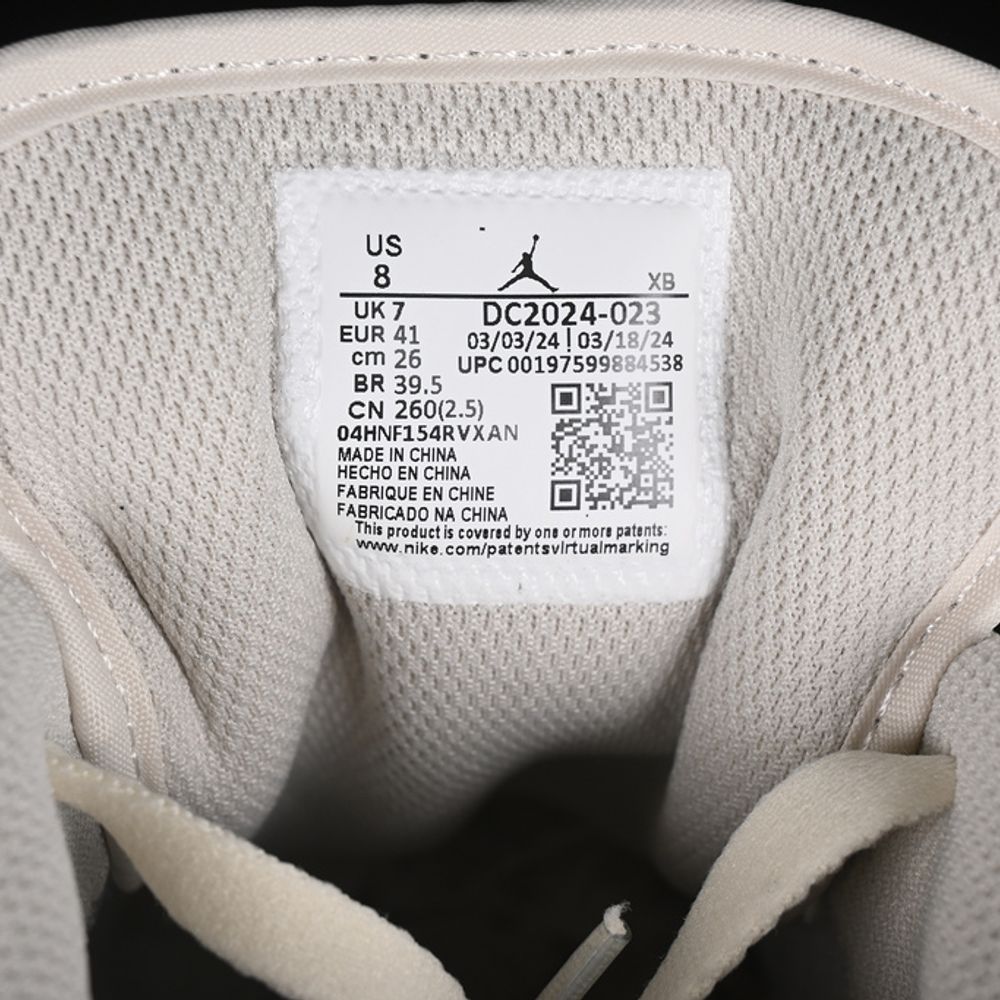 US
8
XB
UK 7
DC2024-023
EUR 41
03/03/24 | 03/18/24
cm 26
UPC 00197599884538
BR 39.5
CN 260(2.5)
04HNF154RVXAN
MADE IN CHINA
HECHO EN CHINA
FABRIQUE EN CHINE
FABRICADO NA CHINA
This product is covered by one or more patents:
www.nike.com/patentsvirtualmarking